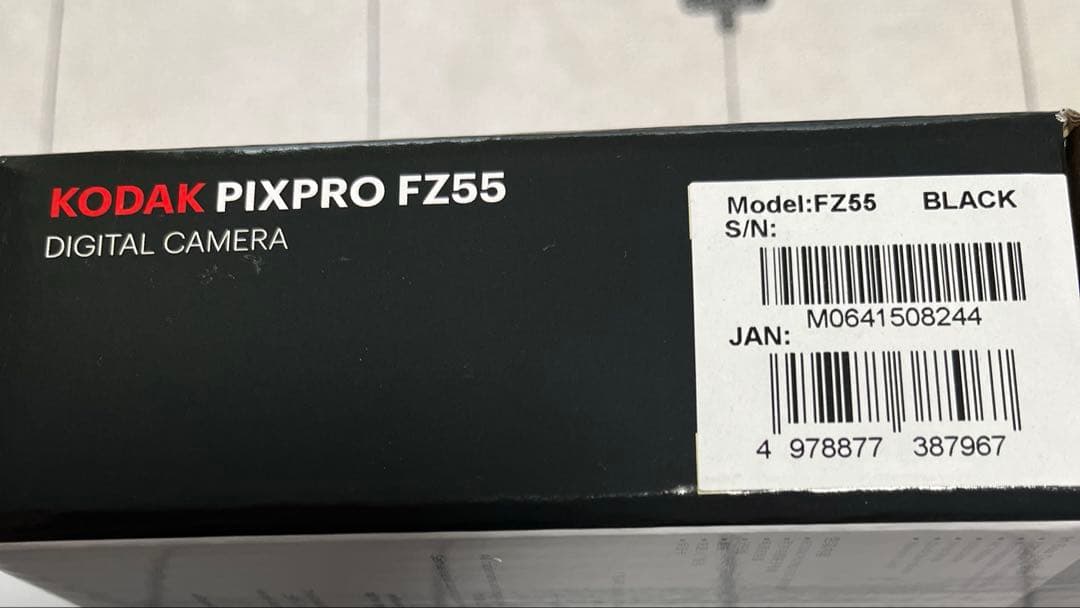 KODAK PIXPRO FZ55
DIGITAL CAMERA
Model:FZ55 BLACK
S/N:
M0641508244
JAN:
4 978877 387967